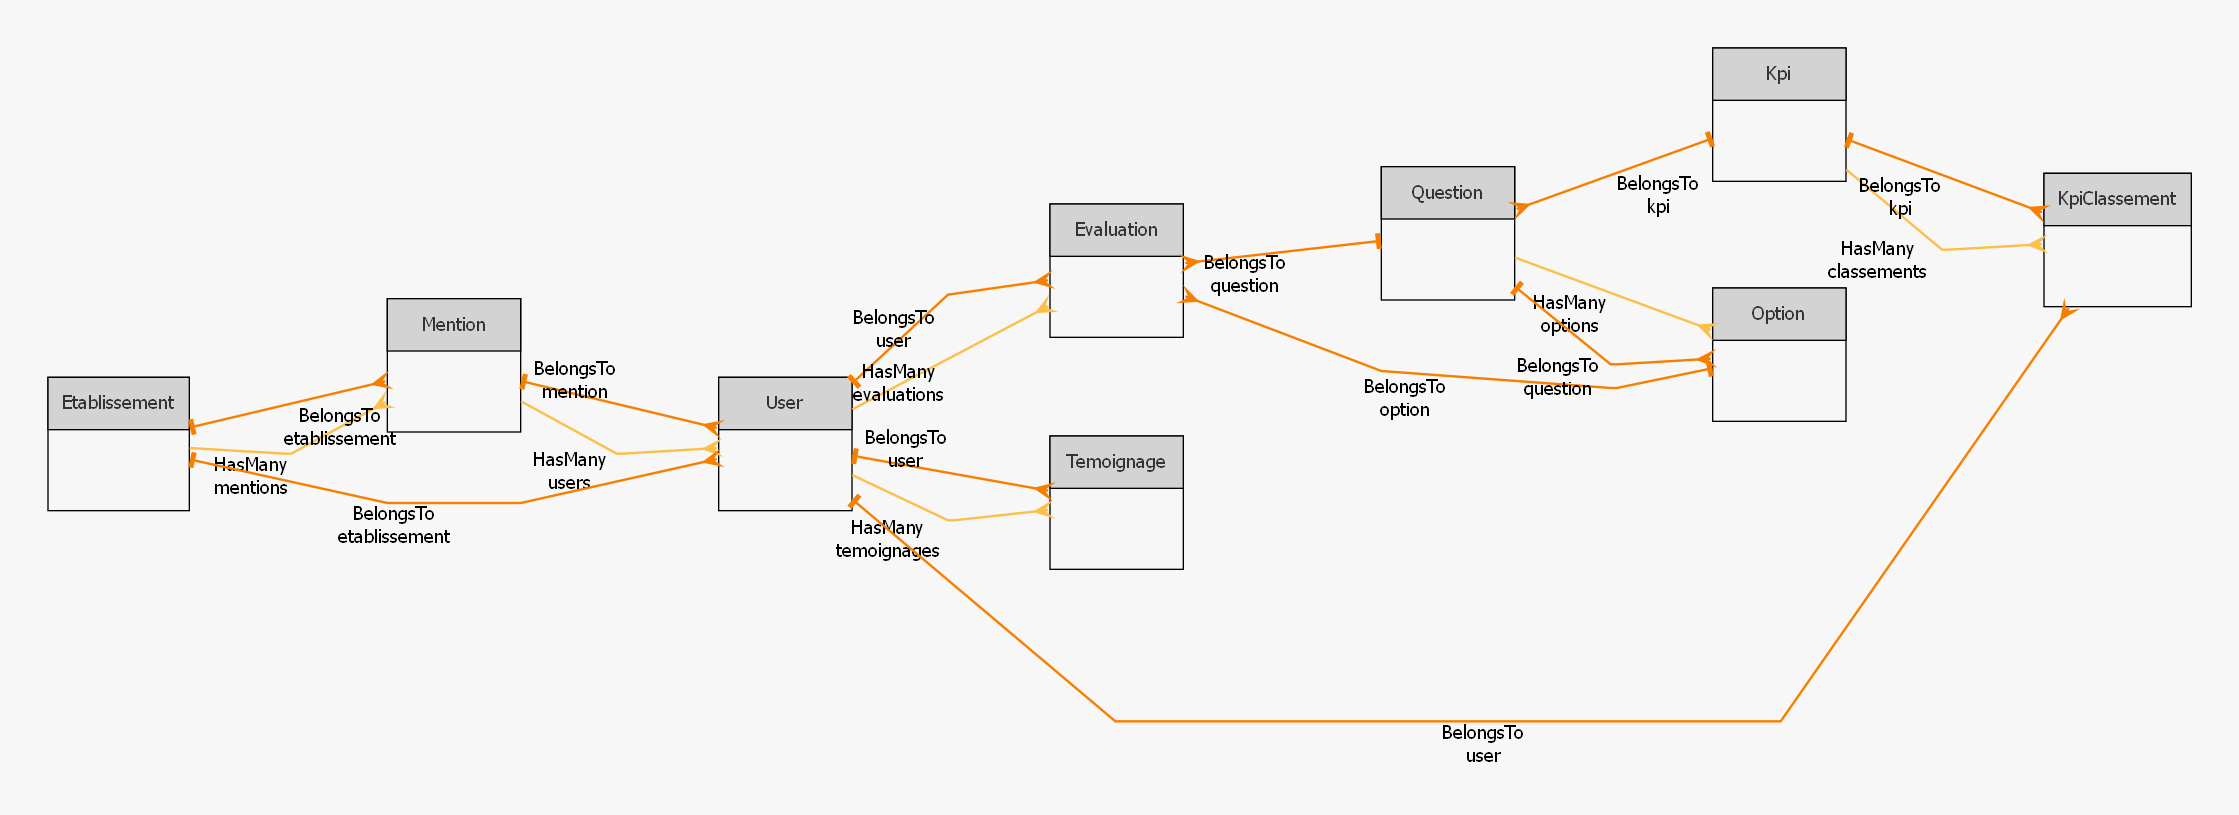 Kpi
Question
BelongsTo
kpi
BelongsTo
kpi
KpiClassement
Evaluation
HasMany
classements
BelongsTo
question
Mention
HasMany
options
Option
BelongsTo
user
BelongsTo
mention
HasMany
evaluations
BelongsTo
option
BelongsTo
question
Etablissement
BelongsTo
etablissement
User
BelongsTo
user
Temoignage
HasMany
mentions
HasMany
users
BelongsTo
etablissement
HasMany
temoignages
BelongsTo
user